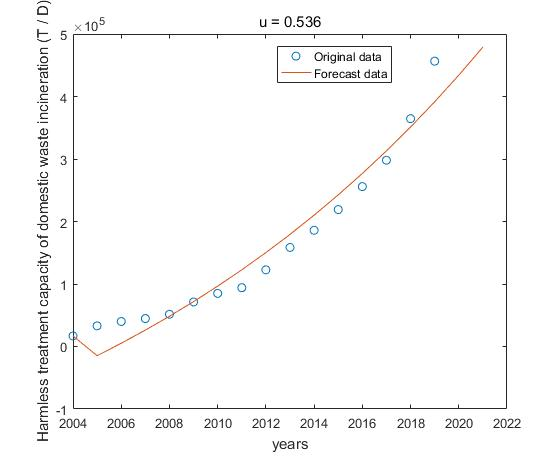 u = 0.536
×10^5
Original data
Forecast data
5
4
3
2
1
0
-1
2004 2006 2008 2010 2012 2014 2016 2018 2020 2022
years
Harmless treatment capacity of domestic waste incineration (T / D)